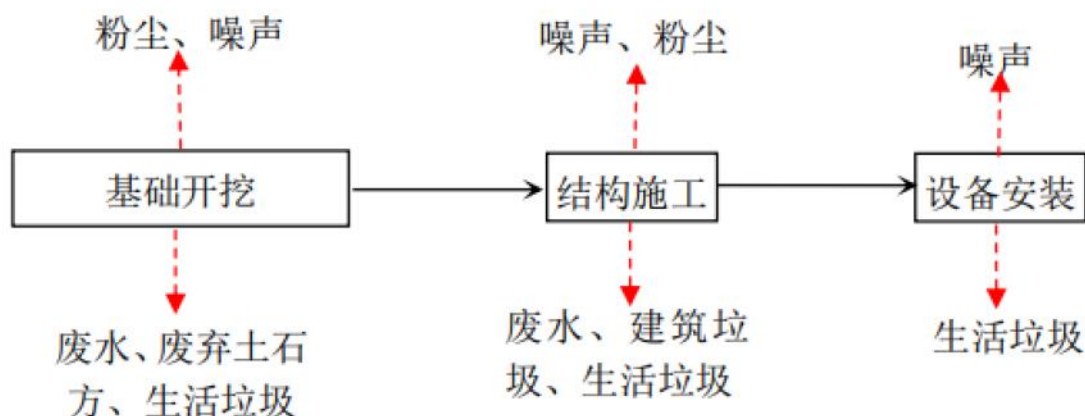 粉尘、噪声
噪声、粉尘
噪声
基础开挖
结构施工
设备安装
废水、废弃土石
方、生活垃圾
废水、建筑垃
圾、生活垃圾
生活垃圾